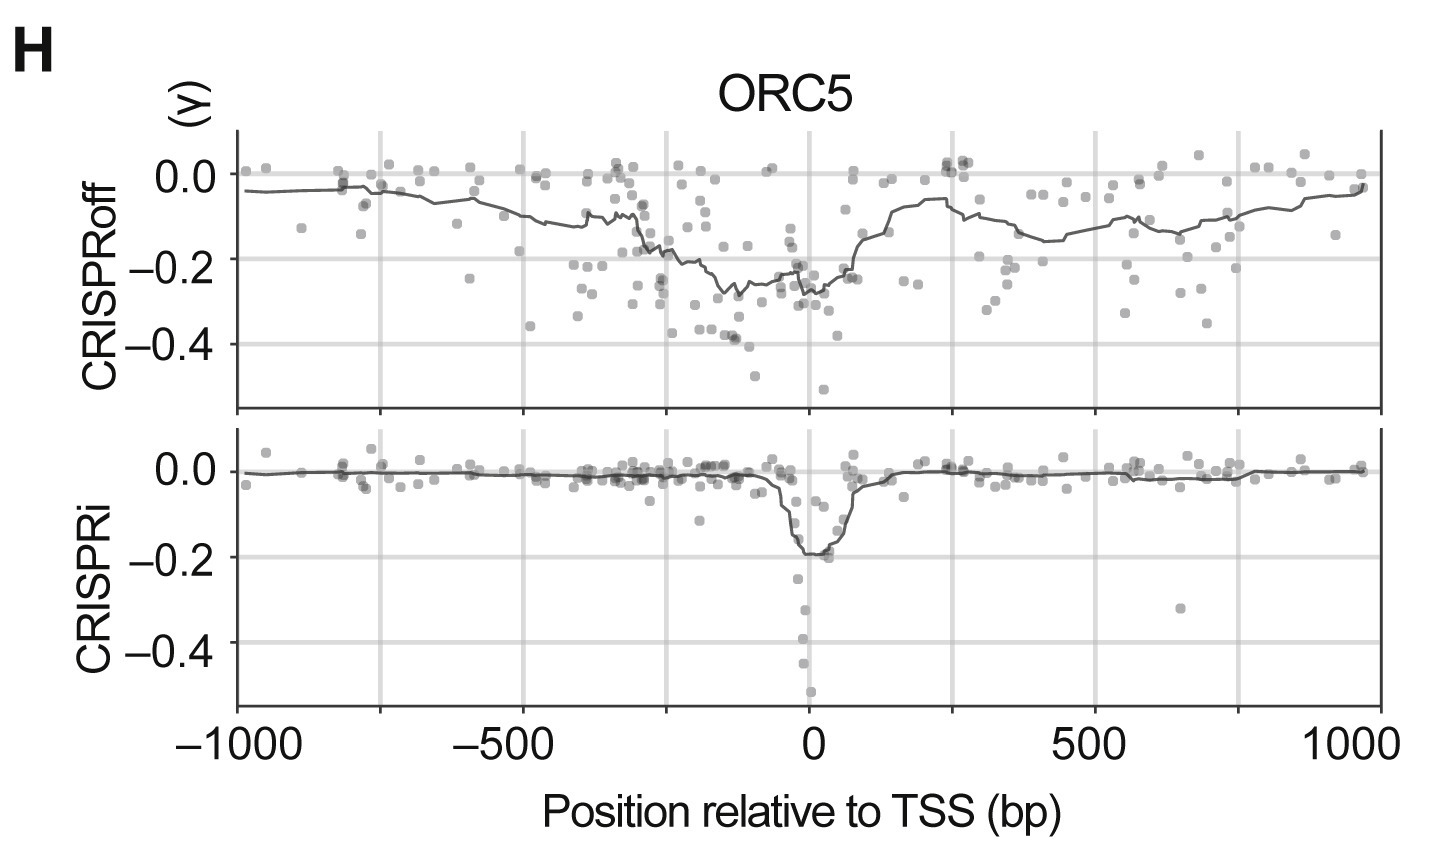 H
ORC5
(γ)
CRISPRoff
0.0
–0.2
–0.4
CRISPRi
0.0
–0.2
–0.4
–1000 –500 0 500 1000
Position relative to TSS (bp)